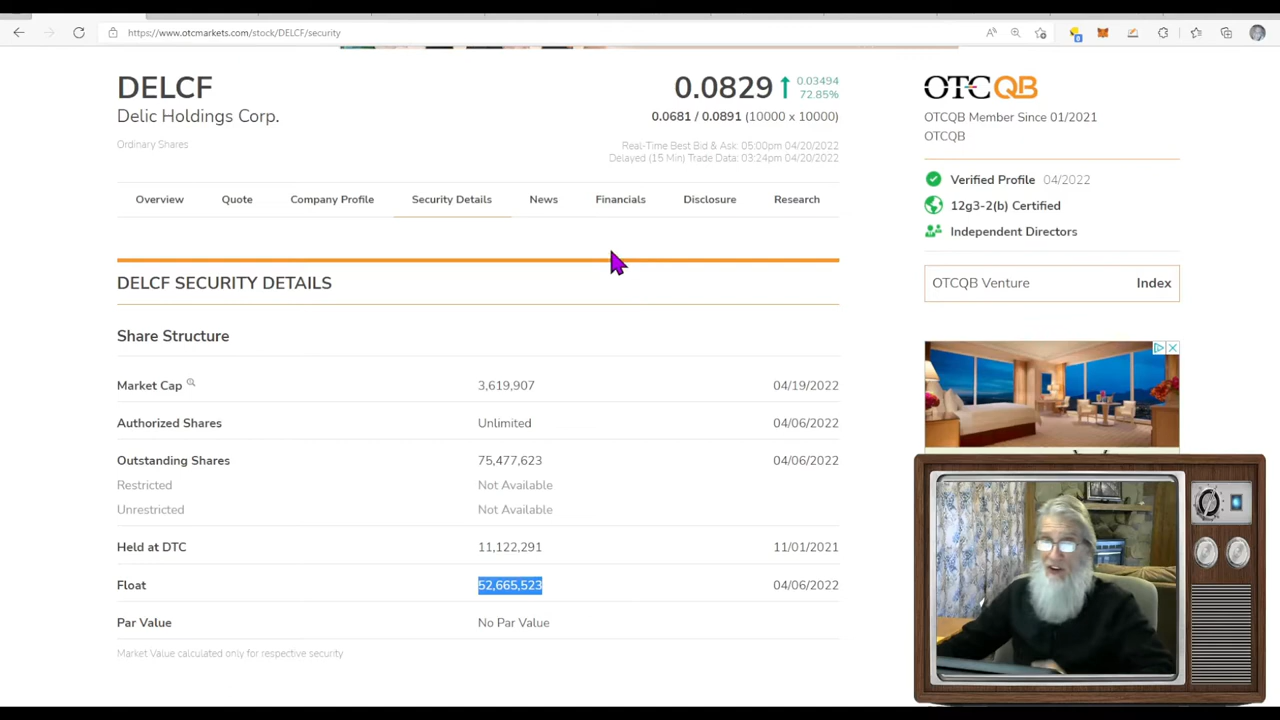 https://www.otcmarkets.com/stock/DELCF/security
DELCF
Delic Holdings Corp.
Ordinary Shares
0.0829 0.03494
72.85%
0.0681 / 0.0891 (10000 x 10000)
Real-Time Best Bid & Ask: 05:00pm 04/20/2022
Delayed (15 Min) Trade Data: 03:24pm 04/20/2022
Overview Quote Company Profile Security Details News Financials Disclosure Research
DELCF SECURITY DETAILS
Share Structure
Market Cap 3,619,907 04/19/2022
Authorized Shares Unlimited 04/06/2022
Outstanding Shares 75,477,623 04/06/2022
Restricted Not Available
Unrestricted Not Available
Held at DTC 11,122,291 11/01/2021
Float 52,665,523 04/06/2022
Par Value No Par Value
Market Value calculated only for respective security
OTCQB
OTCQB Member Since 01/2021
OTCQB
Verified Profile 04/2022
12g3-2(b) Certified
Independent Directors
OTCQB Venture Index